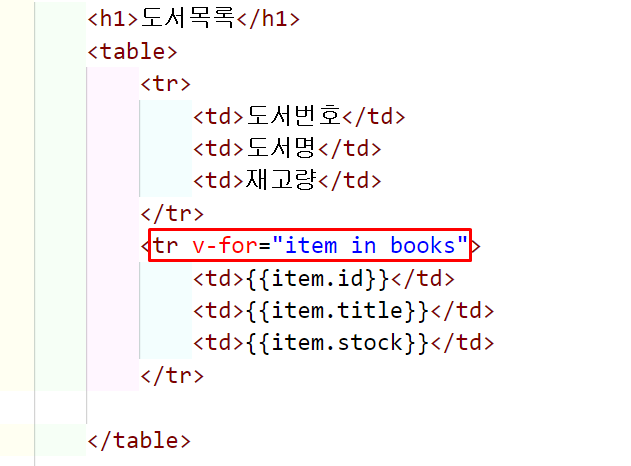 <h1>도서목록</h1>
<table>
<tr>
<td>도서번호</td>
<td>도서명</td>
<td>재고량</td>
</tr>
<tr v-for="item in books">
<td>{{item.id}}</td>
<td>{{item.title}}</td>
<td>{{item.stock}}</td>
</tr>
</table>